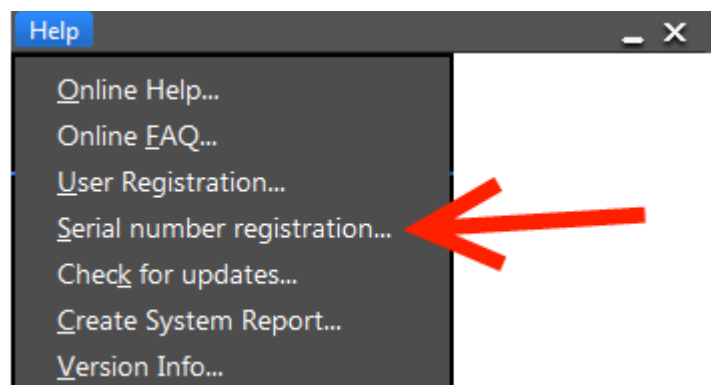 Help
Online Help...
Online FAQ...
User Registration...
Serial number registration...
Check for updates...
Create System Report...
Version Info...